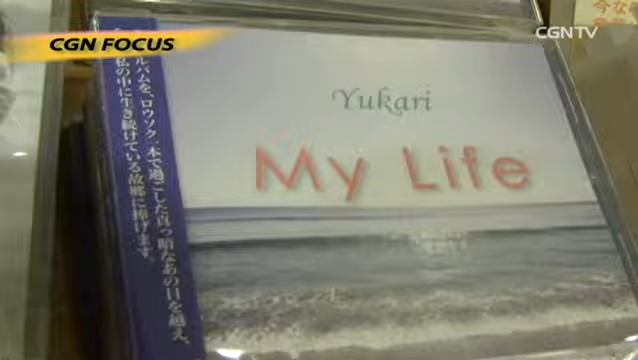 CGN FOCUS
CGNTV
Yukari
My Life
ルバムを、ロウソク一本で過ごした真っ暗なあの日を越え、
私の中に生き続けている故郷に捧げます。